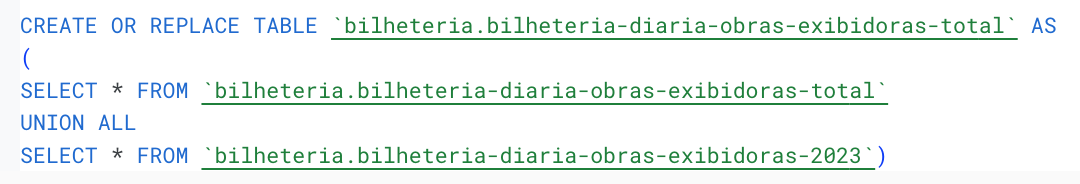 CREATE OR REPLACE TABLE `bilheteria.bilheteria-diaria-obras-exibidoras-total` AS
(
SELECT * FROM `bilheteria.bilheteria-diaria-obras-exibidoras-total`
UNION ALL
SELECT * FROM `bilheteria.bilheteria-diaria-obras-exibidoras-2023`)